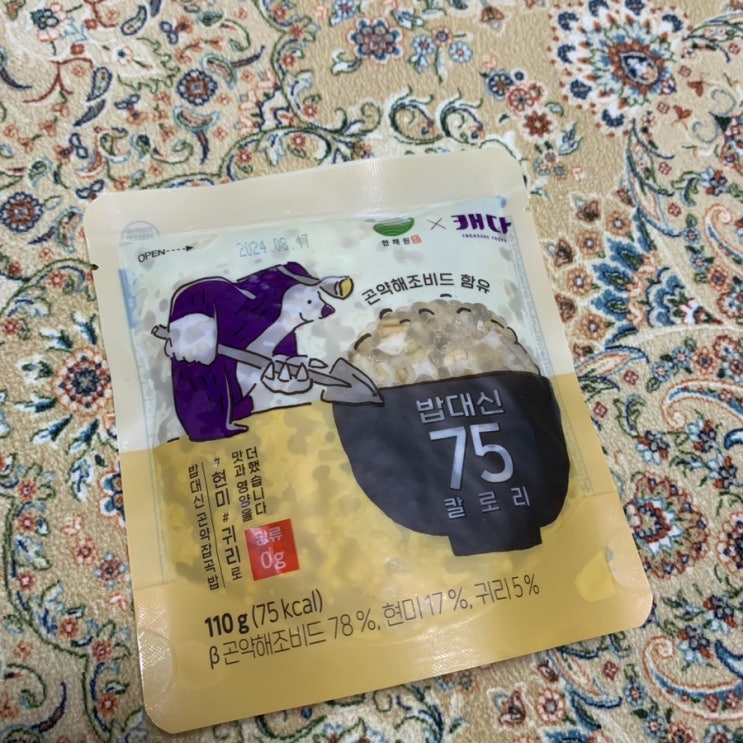 OPEN
2024.08.17
한채원
×
캐다
TREASURE TABLE
곤약해조비드 함유
밥대신
75
칼로리
더했습니다
맛과 영양을
#현미 #귀리로
밥대신 곤약잡곡밥
당류
0g
110 g (75 kcal)
β 곤약해조비드 78 %, 현미 17 %, 귀리 5 %